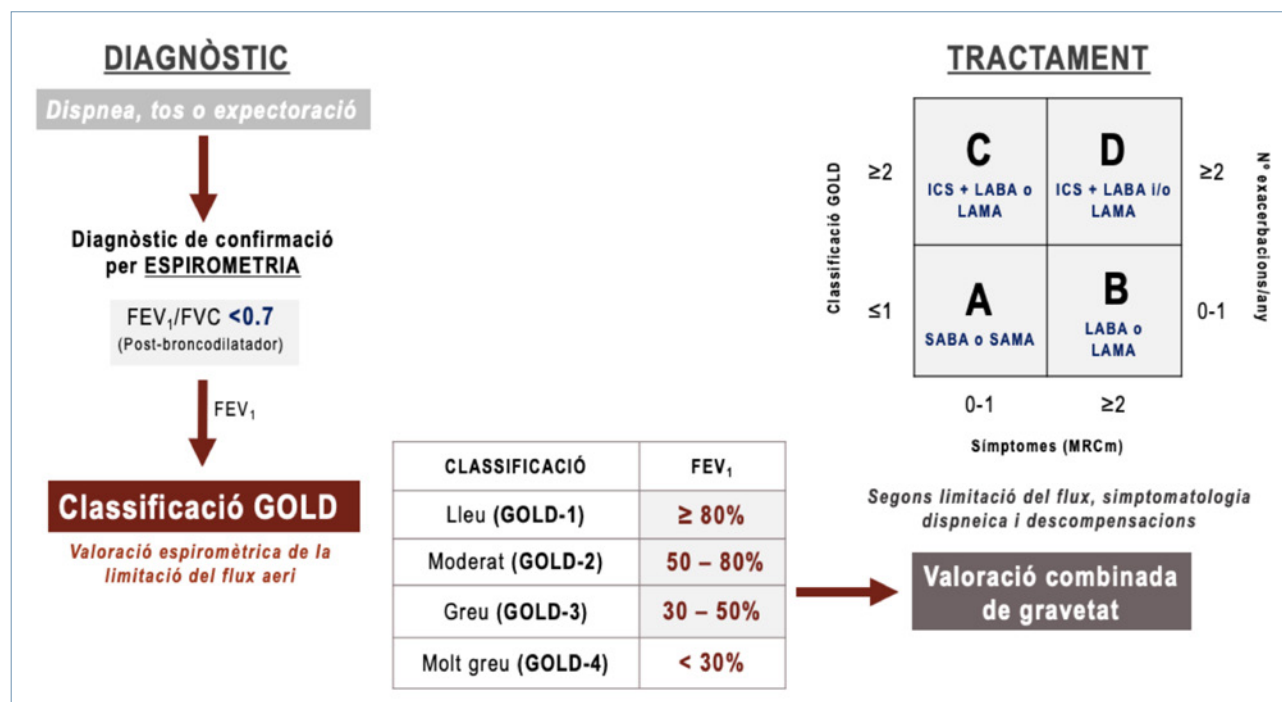 DIAGNÒSTIC
Dispnea, tos o expectoració
Diagnòstic de confirmació
per ESPIROMETRIA
FEV₁/FVC <0.7
(Post-broncodilatador)
FEV₁
Classificació GOLD
Valoració espiromètrica de la
limitació del flux aeri
CLASSIFICACIÓ FEV₁
Lleu (GOLD-1) ≥ 80%
Moderat (GOLD-2) 50 – 80%
Greu (GOLD-3) 30 – 50%
Molt greu (GOLD-4) < 30%
TRACTAMENT
Classificació GOLD
≥2
≤1
C
ICS + LABA o
LAMA
D
ICS + LABA i/o
LAMA
A
SABA o SAMA
B
LABA o
LAMA
≥2
0-1
Nº exacerbacions/any
0-1 ≥2
Símptomes (MRCm)
Segons limitació del flux, simptomatologia
dispneica i descompensacions
Valoració combinada
de gravetat